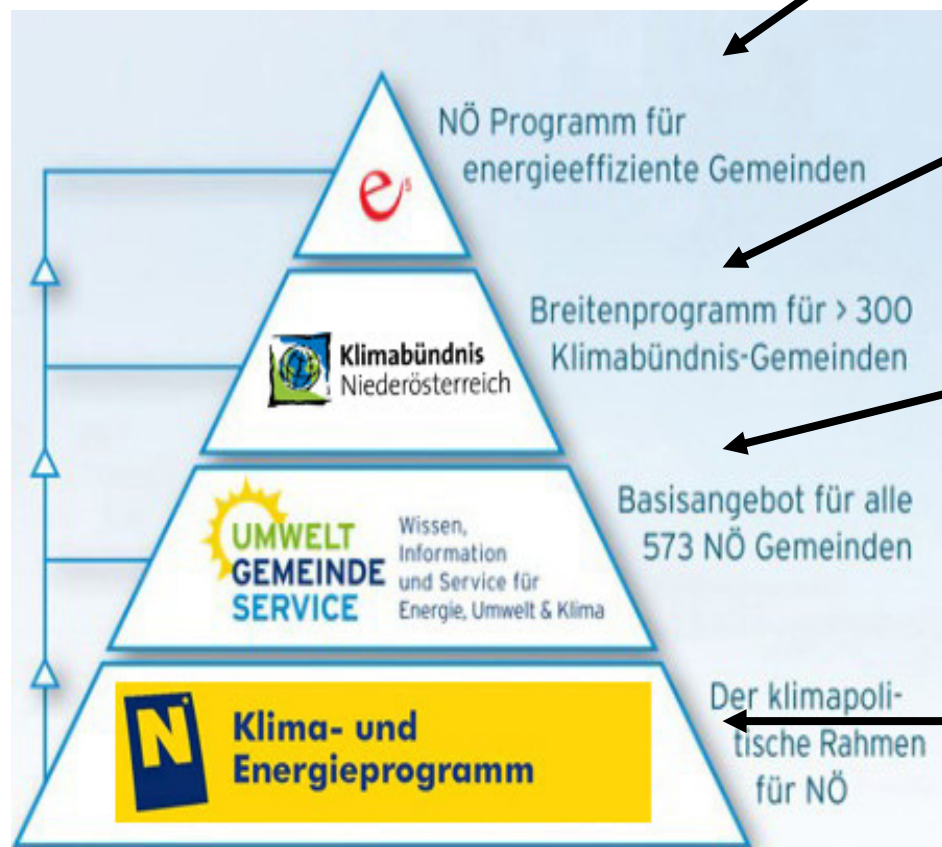 NÖ Programm für
energieeffiziente Gemeinden
e5
Breitenprogramm für > 300
Klimabündnis-Gemeinden
Klimabündnis
Niederösterreich
Basisangebot für alle
573 NÖ Gemeinden
UMWELT
GEMEINDE
SERVICE
Wissen,
Information
und Service für
Energie, Umwelt & Klima
Der klimapoli-
tische Rahmen
für NÖ
N
Klima- und
Energieprogramm